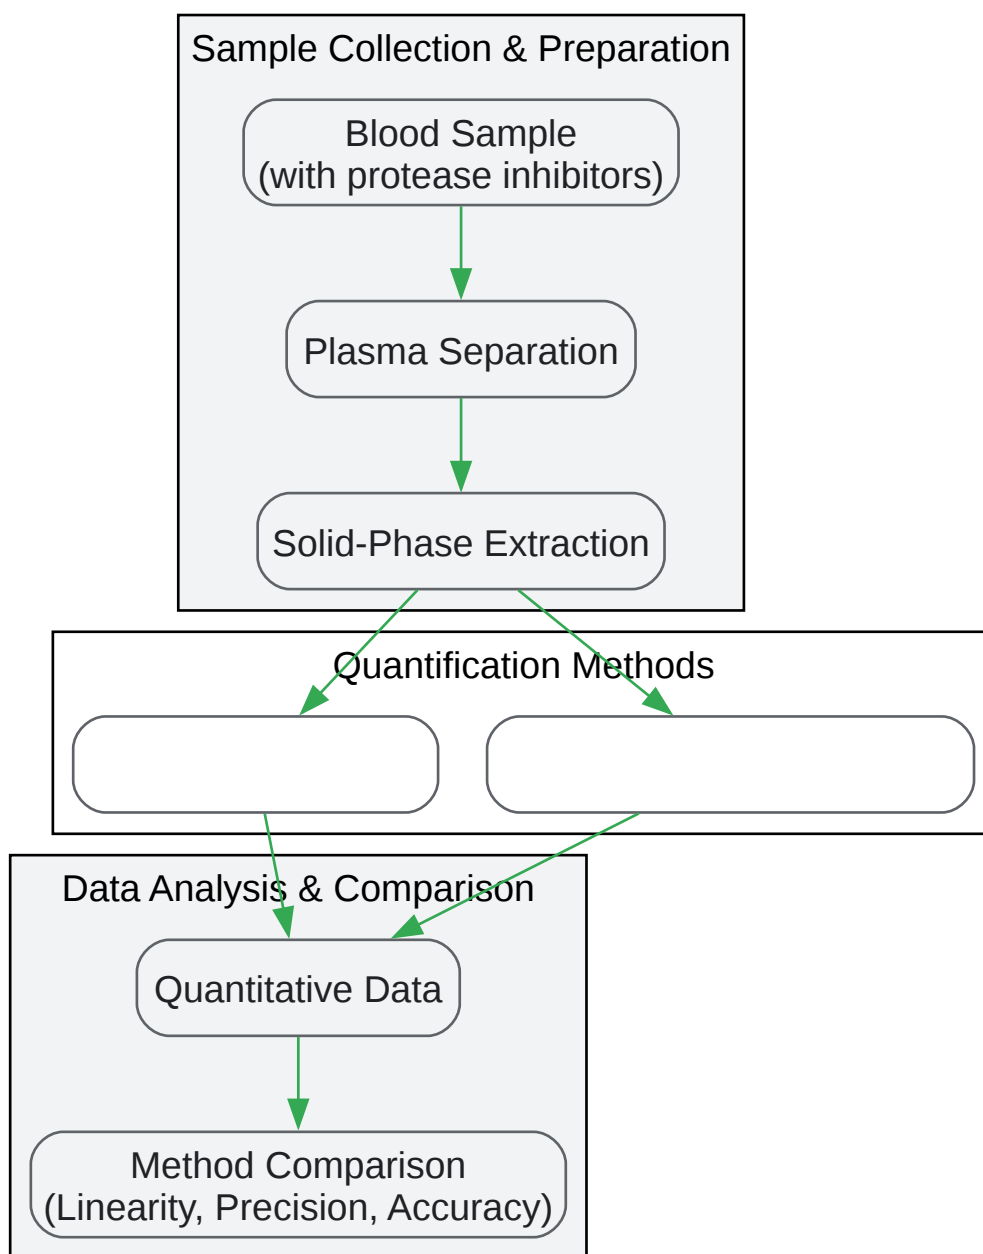 Sample Collection & Preparation
Blood Sample
(with protease inhibitors)
Plasma Separation
Solid-Phase Extraction
Quantification Methods
Data Analysis & Comparison
Quantitative Data
Method Comparison
(Linearity, Precision, Accuracy)